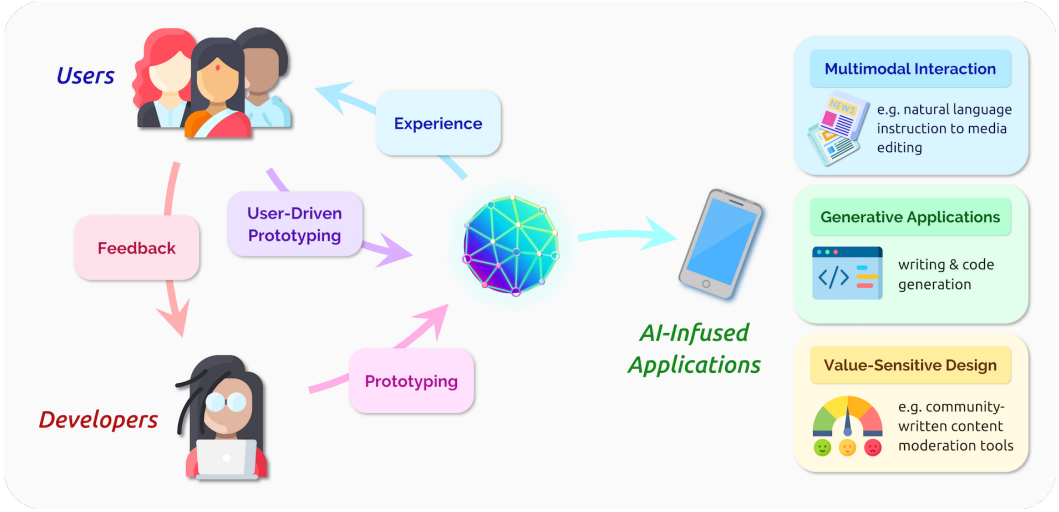 Users
Experience
User-Driven
Prototyping
Feedback
Developers
Prototyping
AI-Infused
Applications
Multimodal Interaction
NEWS
e.g. natural language
instruction to media
editing
Generative Applications
</>
writing & code
generation
Value-Sensitive Design
e.g. community-
written content
moderation tools